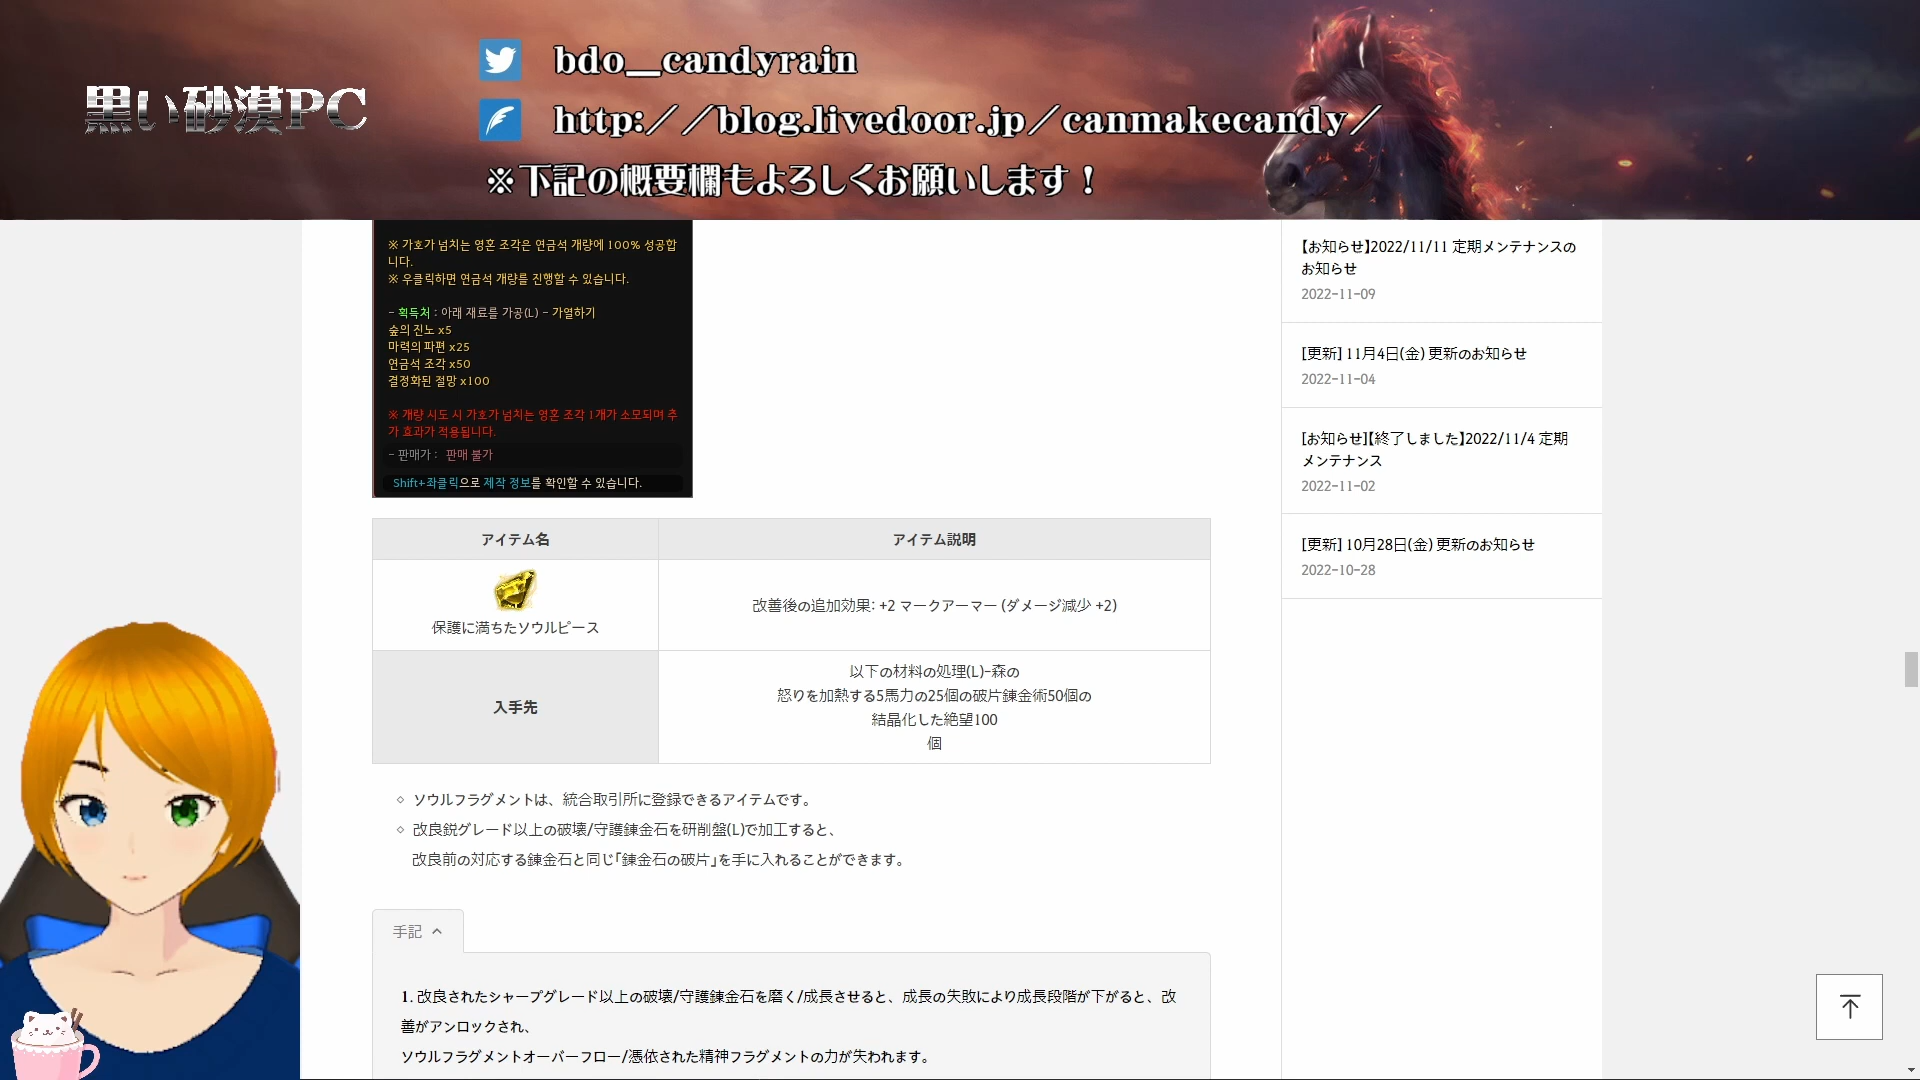 黒い砂漠PC
bdo__candyrain
http://blog.livedoor.jp/canmakecandy/
※下記の概要欄もよろしくお願いします！
※ 가호가 넘치는 영혼 조각은 연금석 개량에 100% 성공합
니다.
※ 우클릭하면 연금석 개량를 진행할 수 있습니다.
- 획득처 : 아래 재료를 가공(L) - 가열하기
숲의 진노 x5
마력의 파편 x25
연금석 조각 x50
결정화된 절망 x100
※ 개량 시도 시 가호가 넘치는 영혼 조각 1개가 소모되며 추
가 효과가 적용됩니다.
- 판매가 : 판매 불가
Shift+좌클릭으로 제작 정보를 확인할 수 있습니다.
アイテム名 アイテム説明
保護に満ちたソウルピース
改善後の追加効果: +2 マークアーマー (ダメージ減少 +2)
入手先
以下の材料の処理(L)-森の
怒りを加熱する5馬力の25個の破片錬金術50個の
結晶化した絶望100
個
◇ ソウルフラグメントは、統合取引所に登録できるアイテムです。
◇ 改良鋭グレード以上の破壊/守護錬金石を研削盤(L)で加工すると、
改良前の対応する錬金石と同じ「錬金石の破片」を手に入れることができます。
手記
1. 改良されたシャープグレード以上の破壊/守護錬金石を磨く/成長させると、成長の失敗により成長段階が下がると、改
善がアンロックされ、
ソウルフラグメントオーバーフロー/憑依された精神フラグメントの力が失われます。
【お知らせ】2022/11/11 定期メンテナンスの
お知らせ
2022-11-09
[更新] 11月4日(金) 更新のお知らせ
2022-11-04
[お知らせ]【終了しました】2022/11/4 定期
メンテナンス
2022-11-02
[更新] 10月28日(金) 更新のお知らせ
2022-10-28